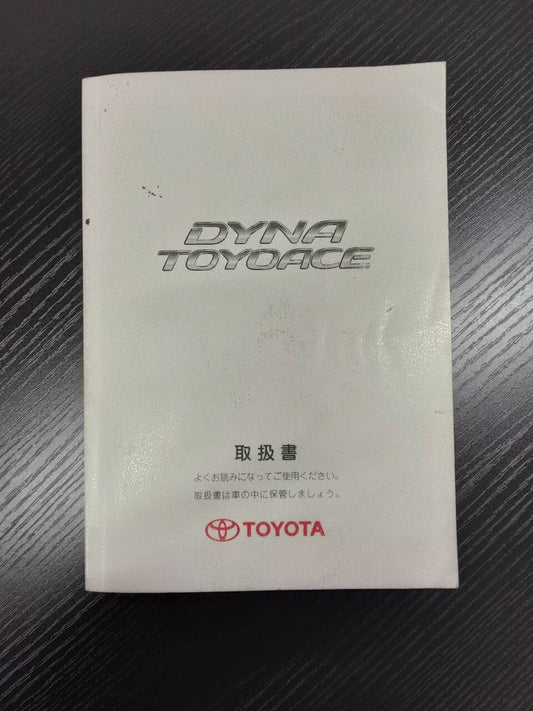 DYNA
TOYOACE
取扱書
よくお読みになってご使用ください。
取扱書は車の中に保管しましょう。
TOYOTA